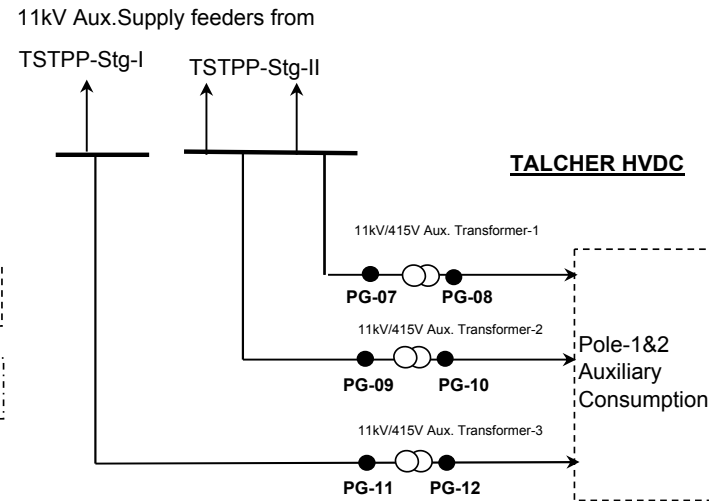 11kV Aux.Supply feeders from
TSTPP-Stg-I
TSTPP-Stg-II
TALCHER HVDC
11kV/415V Aux. Transformer-1
PG-07
PG-08
11kV/415V Aux. Transformer-2
PG-09
PG-10
Pole-1&2
Auxiliary
Consumption
11kV/415V Aux. Transformer-3
PG-11
PG-12